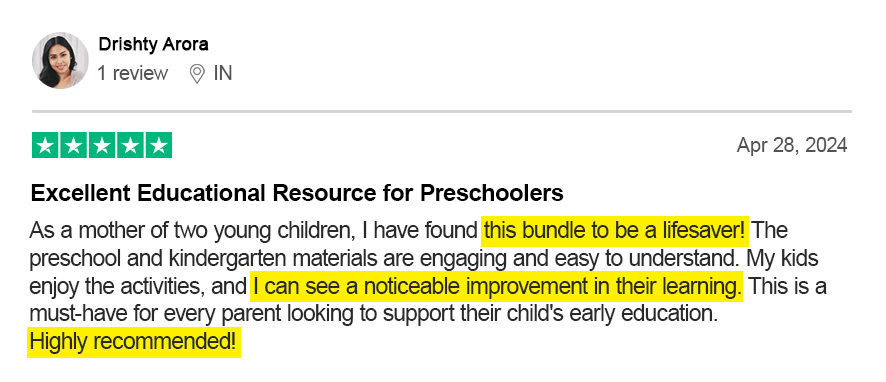 Drishty Arora
1 review IN
Apr 28, 2024
Excellent Educational Resource for Preschoolers
As a mother of two young children, I have found this bundle to be a lifesaver! The
preschool and kindergarten materials are engaging and easy to understand. My kids
enjoy the activities, and I can see a noticeable improvement in their learning. This is a
must-have for every parent looking to support their child's early education.
Highly recommended!